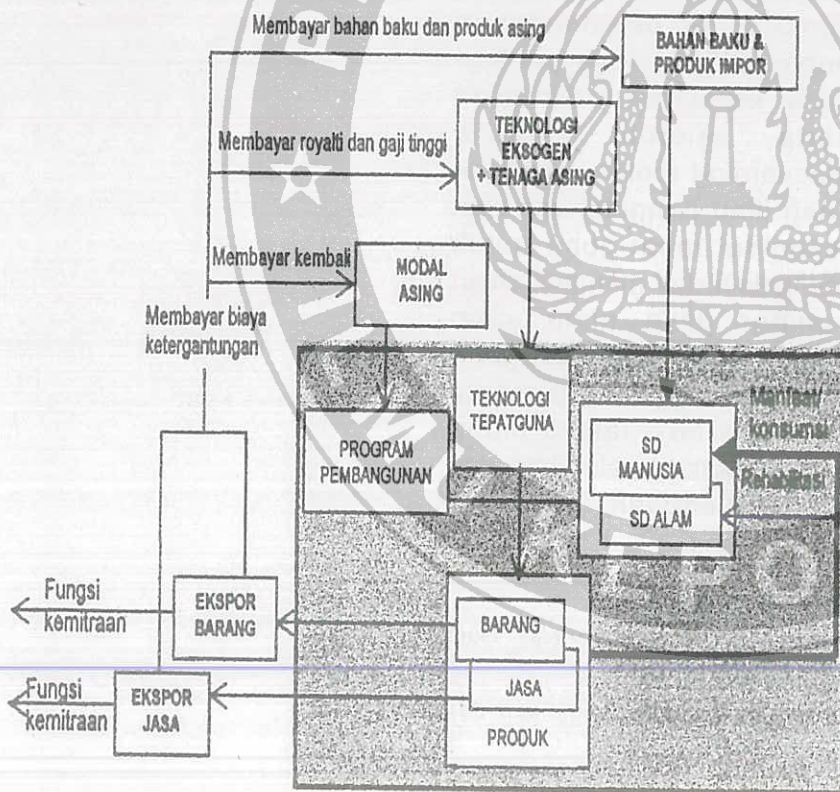 Membayar bahan baku dan produk asing
BAHAN BAKU &
PRODUK IMPOR
Membayar royalti dan gaji tinggi
TEKNOLOGI
EKSOGEN
+ TENAGA ASING
Membayar kembali
MODAL
ASING
Membayar biaya
ketergantungan
PROGRAM
PEMBANGUNAN
TEKNOLOGI
TEPATGUNA
SD
MANUSIA
SD ALAM
Manfaat/
konsumsi
Rehabilitasi
Fungsi
kemitraan
EKSPOR
BARANG
BARANG
JASA
PRODUK
Fungsi
kemitraan
EKSPOR
JASA